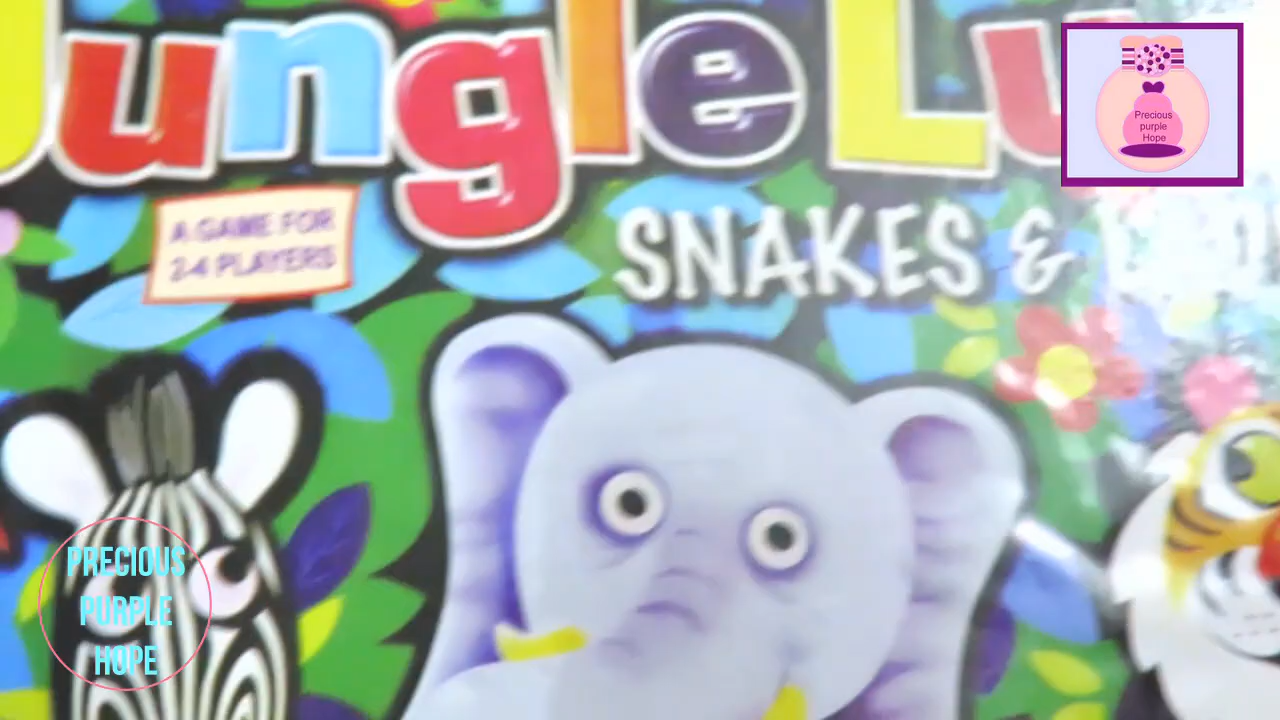 Jungle Lu
A GAME FOR
2-4 PLAYERS
SNAKES &
Precious
purple
Hope
PRECIOUS
PURPLE
HOPE